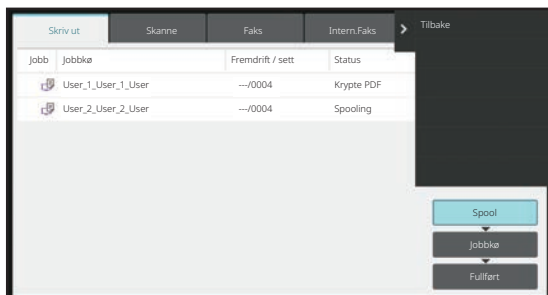 Skriv ut Skanne Faks Intern.Faks Tilbake
Jobb Jobbkø Fremdrift / sett Status
User_1_User_1_User ---/0004 Krypte PDF
User_2_User_2_User ---/0004 Spooling
Spool
Jobbkø
Fullført